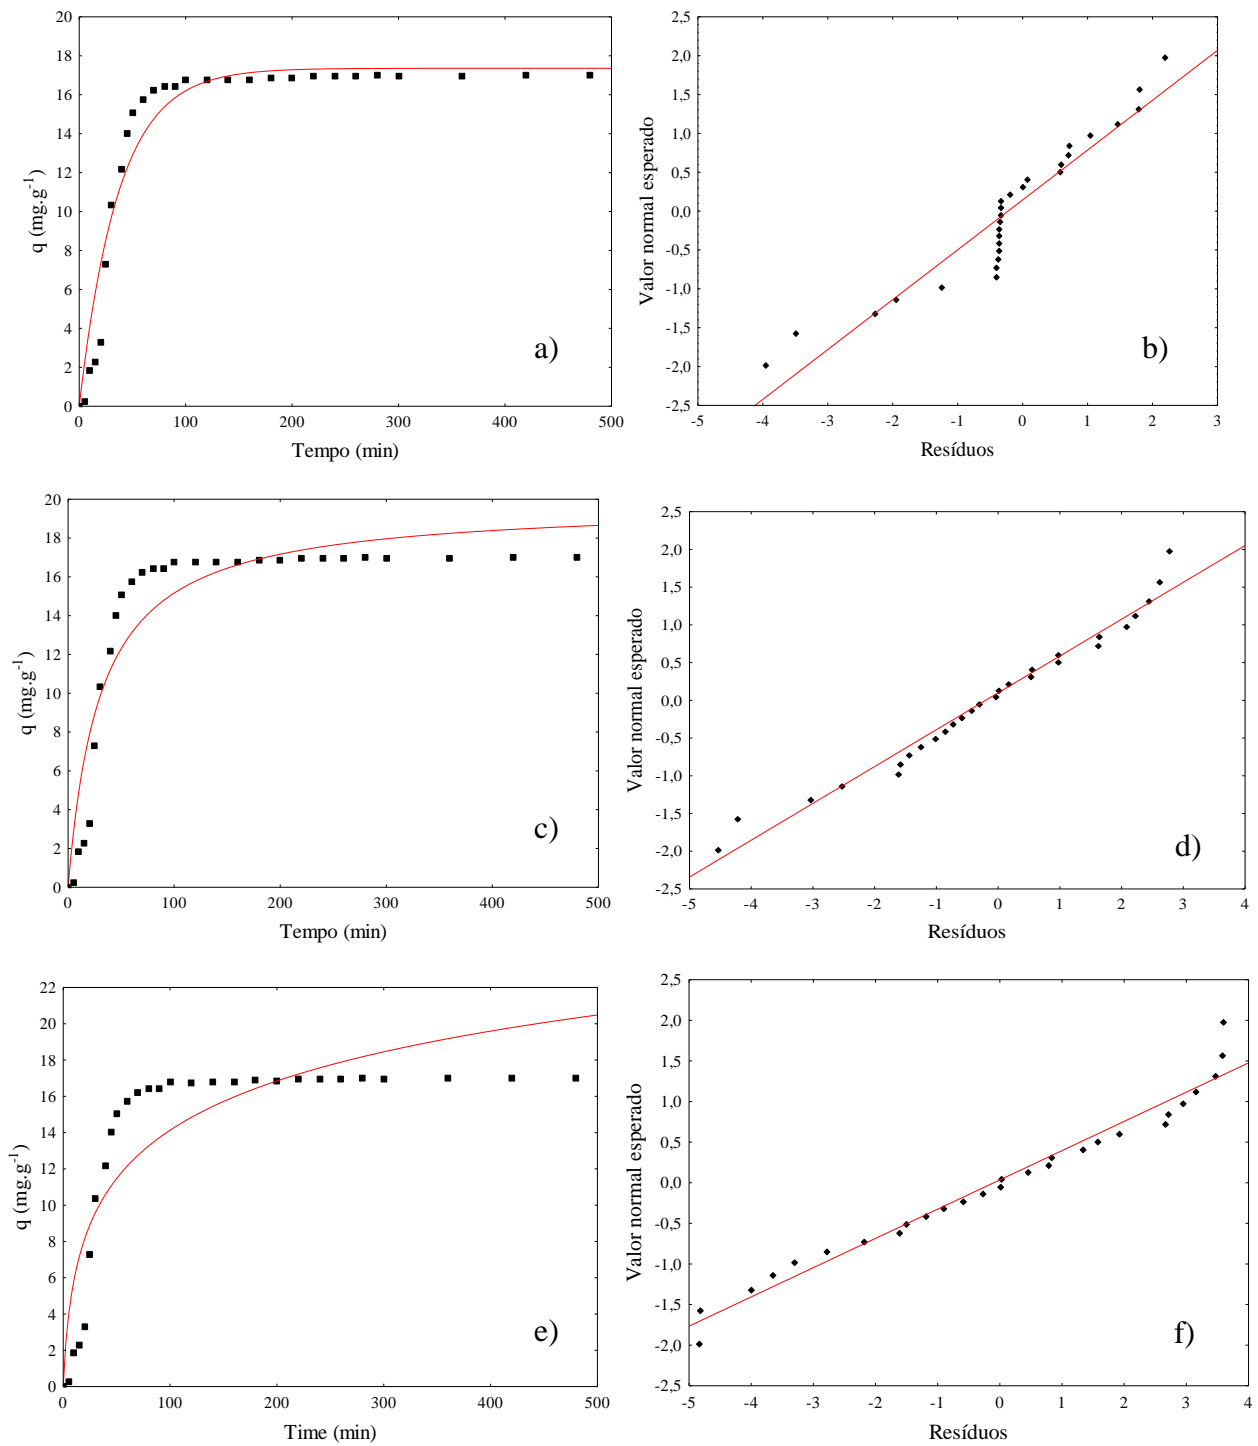 20
18
16
14
12
10
8
6
4
2
0
q (mg.g-1)
0 100 200 300 400 500
Tempo (min)
a)
2,5
2,0
1,5
1,0
0,5
0,0
-0,5
-1,0
-1,5
-2,0
-2,5
Valor normal esperado
-5 -4 -3 -2 -1 0 1 2 3
Resíduos
b)
20
18
16
14
12
10
8
6
4
2
0
q (mg.g-1)
0 100 200 300 400 500
Tempo (min)
c)
2,5
2,0
1,5
1,0
0,5
0,0
-0,5
-1,0
-1,5
-2,0
-2,5
Valor normal esperado
-5 -4 -3 -2 -1 0 1 2 3 4
Resíduos
d)
22
20
18
16
14
12
10
8
6
4
2
0
q (mg.g-1)
0 100 200 300 400 500
Time (min)
e)
2,5
2,0
1,5
1,0
0,5
0,0
-0,5
-1,0
-1,5
-2,0
-2,5
Valor normal esperado
-5 -4 -3 -2 -1 0 1 2 3 4
Resíduos
f)